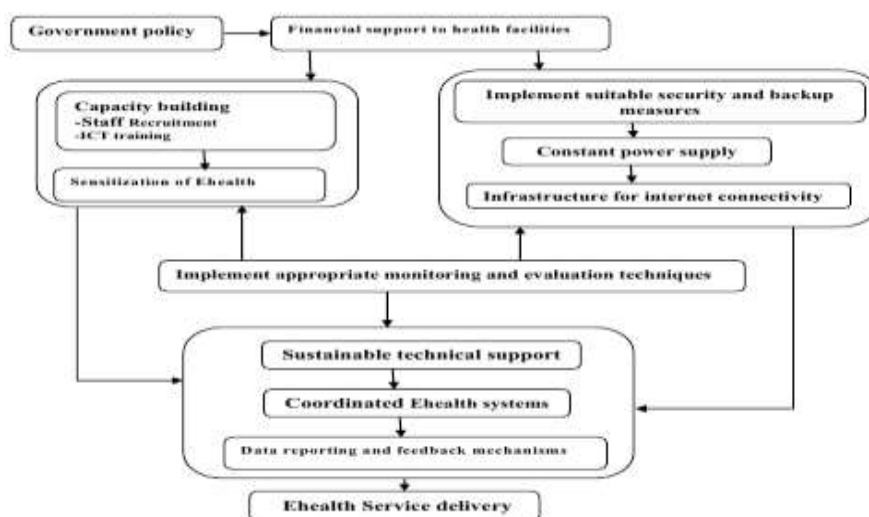 Government policy
Financial support to health facilities
Capacity building
-Staff Recruitment
-ICT training
Sensitization of Ehealth
Implement suitable security and backup
measures
Constant power supply
Infrastructure for internet connectivity
Implement appropriate monitoring and evaluation techniques
Sustainable technical support
Coordinated Ehealth systems
Data reporting and feedback mechanisms
Ehealth Service delivery